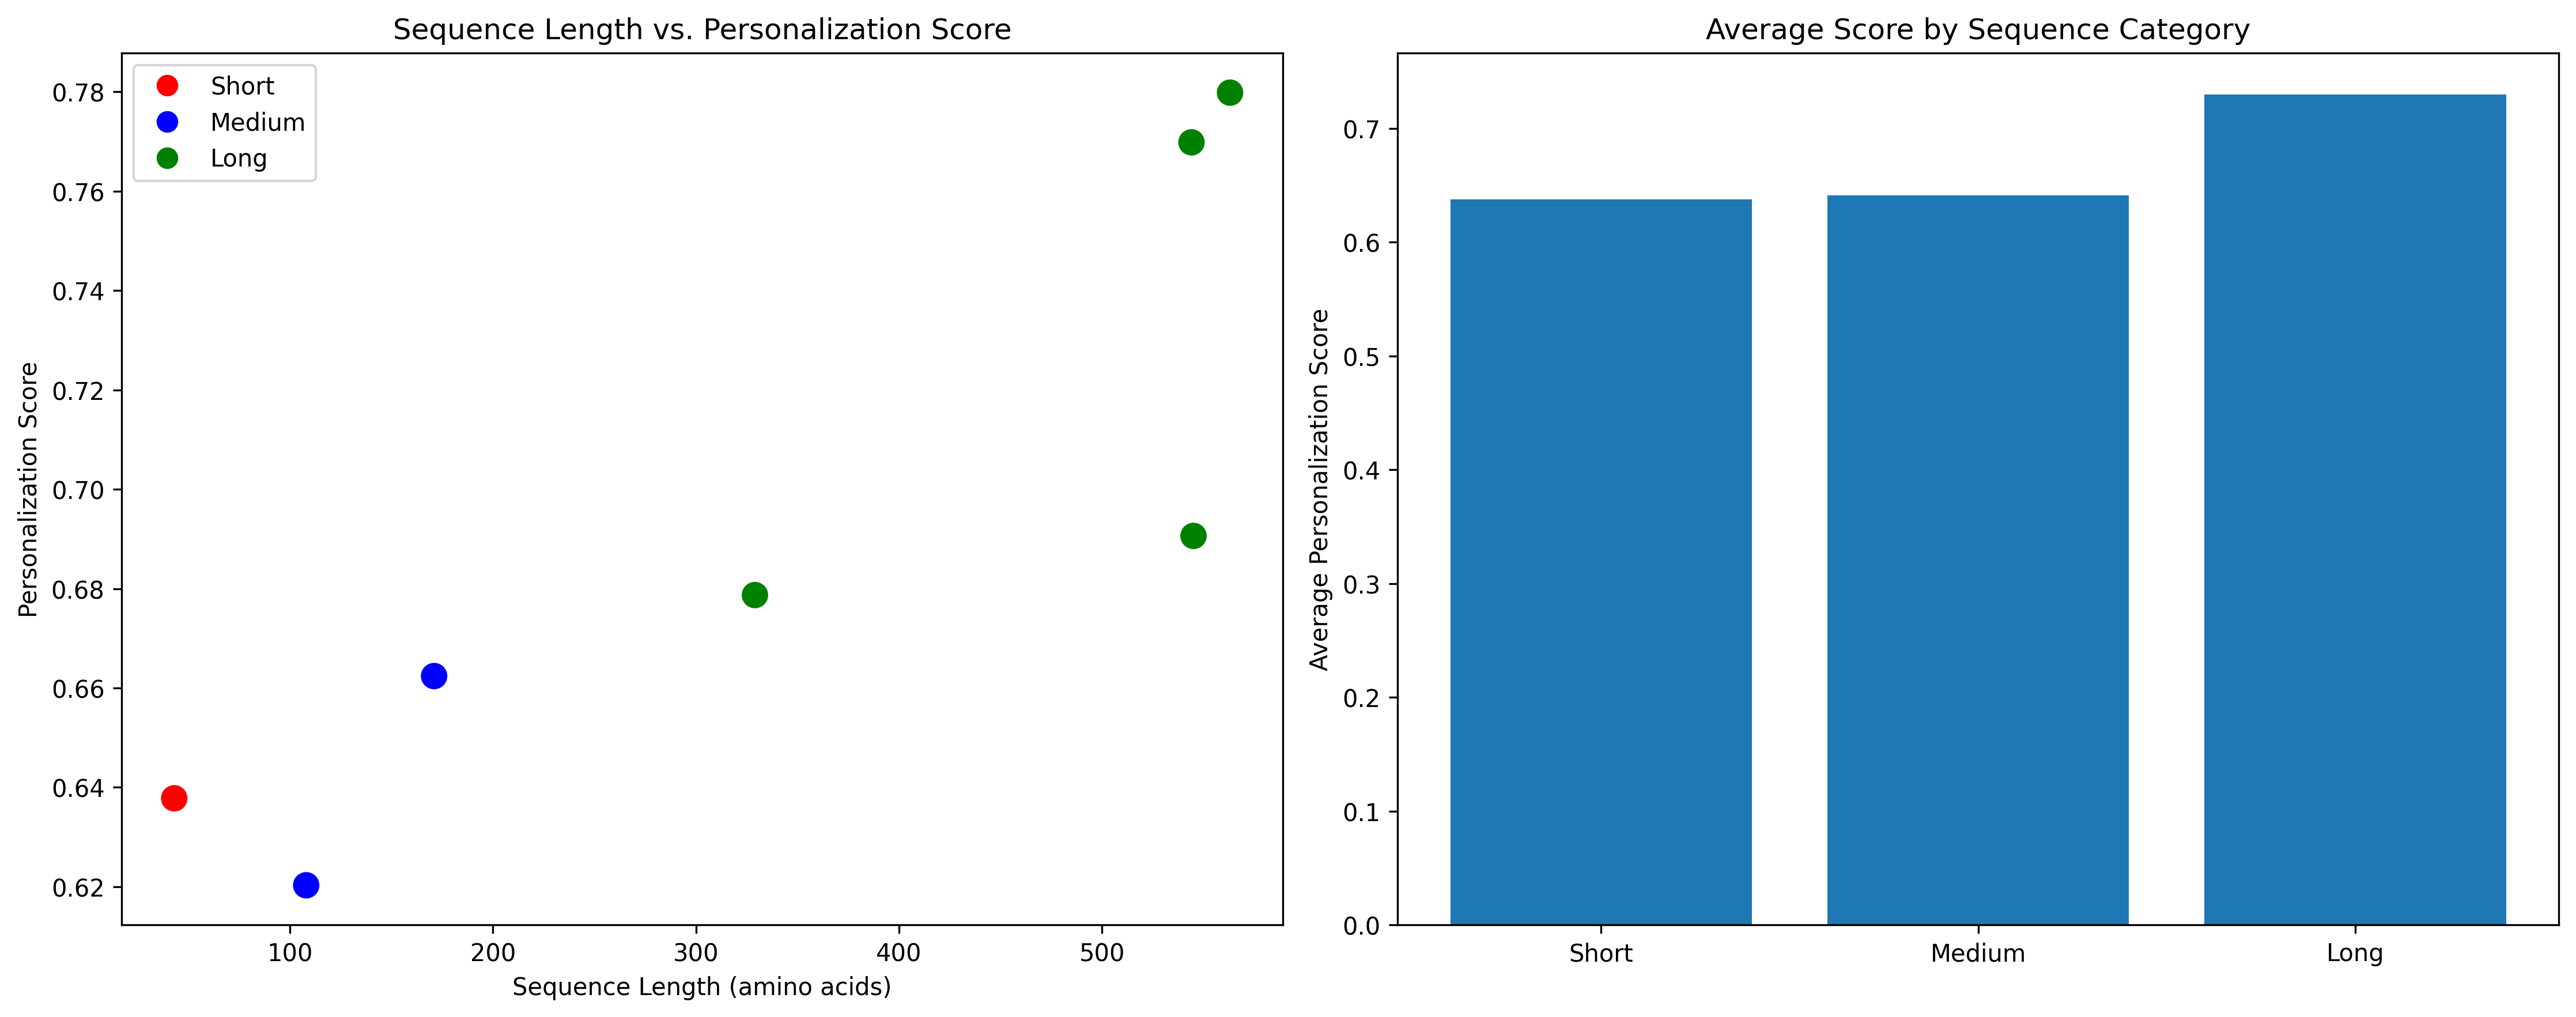 Sequence Length vs. Personalization Score
Short
Medium
Long
0.78
0.76
0.74
0.72
0.70
0.68
0.66
0.64
0.62
Personalization Score
100 200 300 400 500
Sequence Length (amino acids)
Average Score by Sequence Category
0.7
0.6
0.5
0.4
0.3
0.2
0.1
0.0
Average Personalization Score
Short Medium Long